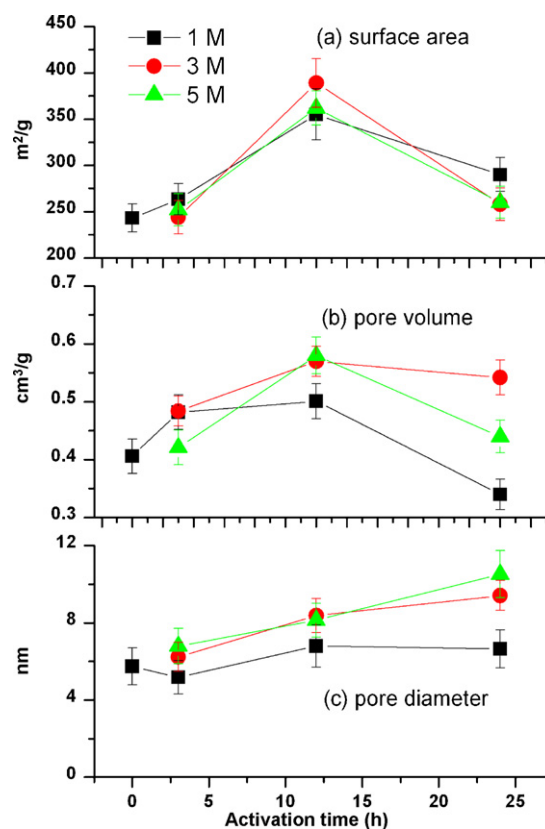 450
400
350
300
250
200
m²/g
1 M
3 M
5 M
(a) surface area
0.7
0.6
0.5
0.4
0.3
cm³/g
(b) pore volume
12
8
4
0
nm
(c) pore diameter
0 5 10 15 20 25
Activation time (h)